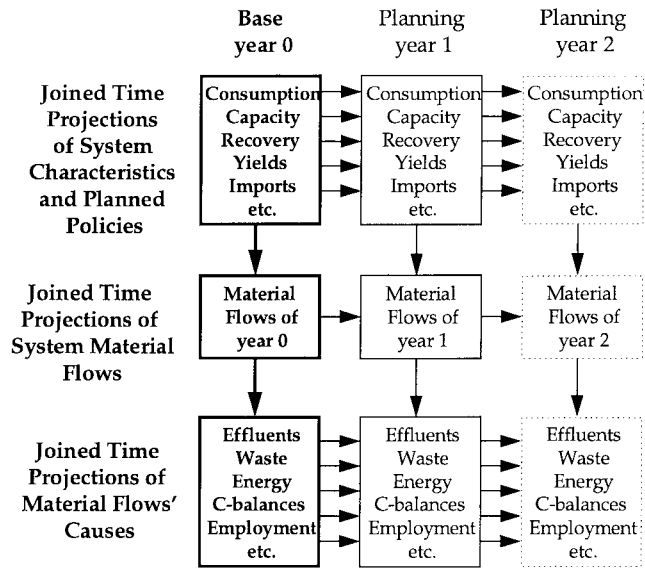 Base
year 0
Planning
year 1
Planning
year 2
Joined Time
Projections
of System
Characteristics
and Planned
Policies
Consumption
Capacity
Recovery
Yields
Imports
etc.
Consumption
Capacity
Recovery
Yields
Imports
etc.
Consumption
Capacity
Recovery
Yields
Imports
etc.
Joined Time
Projections of
System Material
Flows
Material
Flows of
year 0
Material
Flows of
year 1
Material
Flows of
year 2
Joined Time
Projections of
Material Flows'
Causes
Effluents
Waste
Energy
C-balances
Employment
etc.
Effluents
Waste
Energy
C-balances
Employment
etc.
Effluents
Waste
Energy
C-balances
Employment
etc.